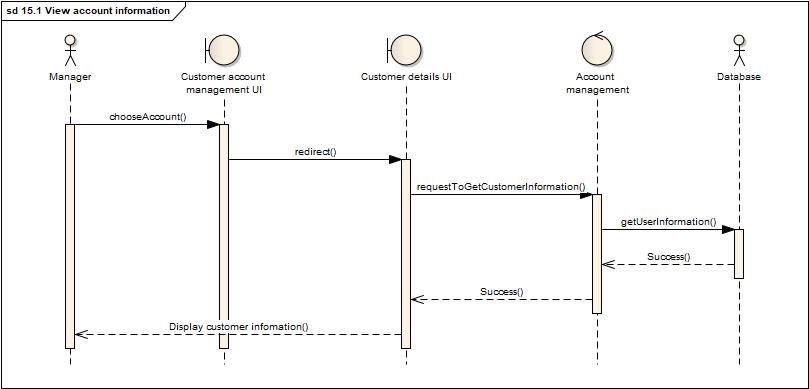 sd 15.1 View account information
Manager
Customer account
management UI
Customer details UI
Account
management
Database
chooseAccount()
redirect()
requestToGetCustomerInformation()
getUserInformation()
Success()
Success()
Display customer infomation()